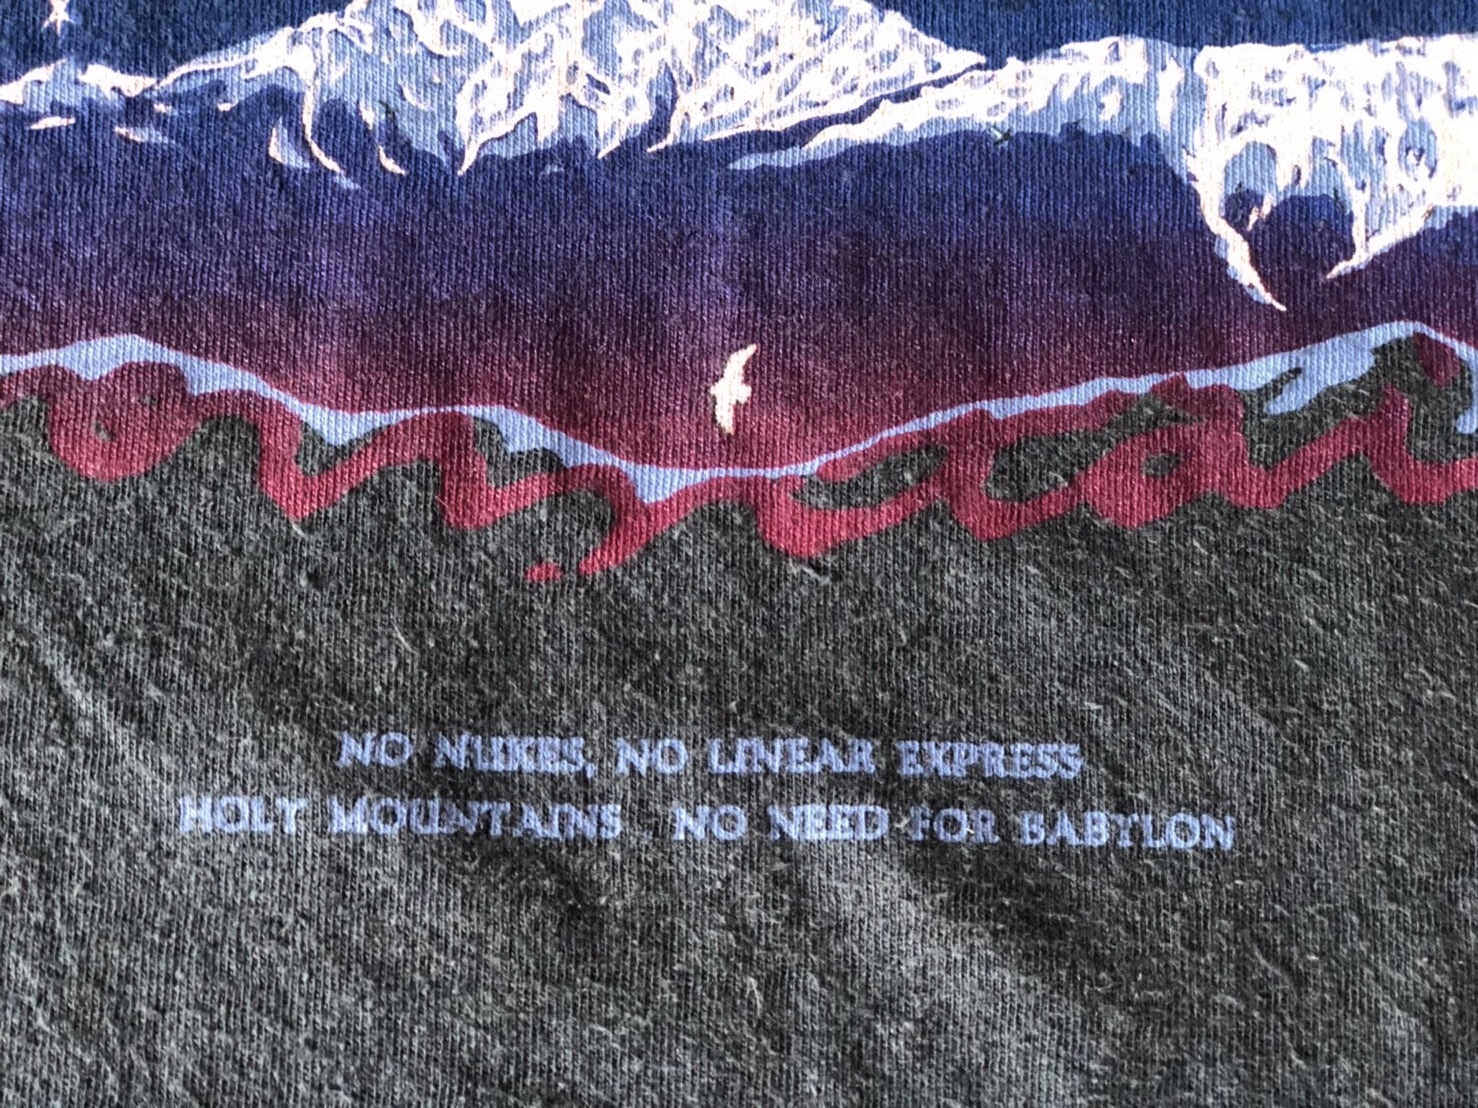 NO NUKES, NO LINEAR EXPRESS
HOLY MOUNTAINS , NO NEED FOR BABYLON